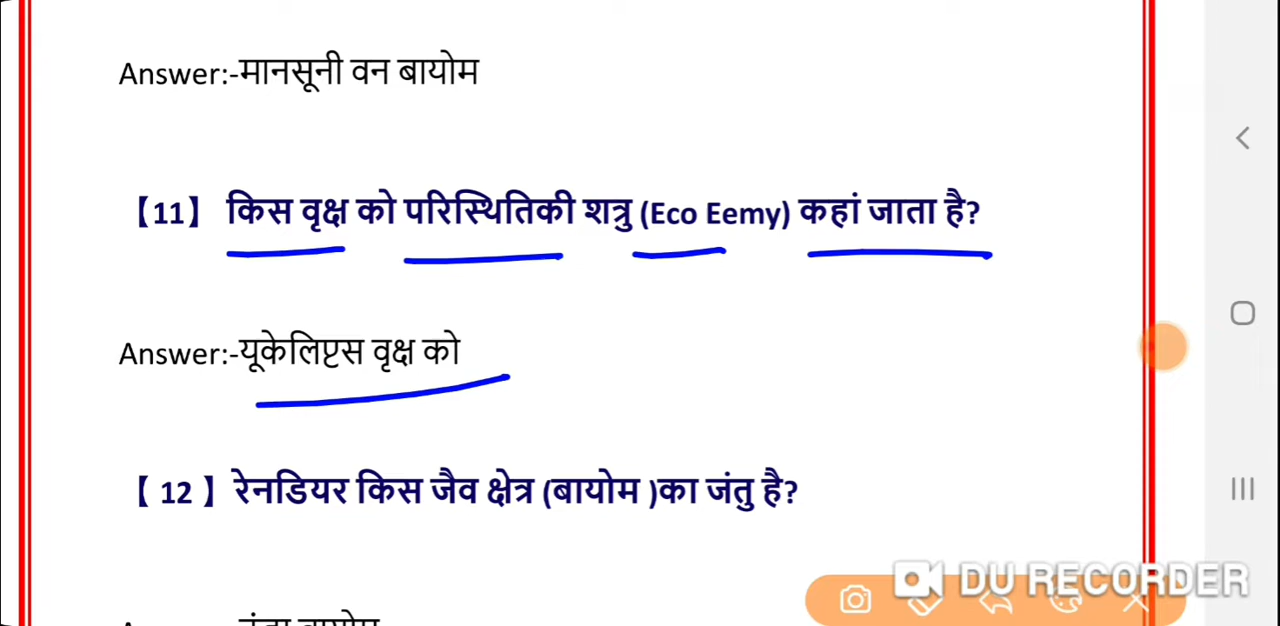 Answer:-मानसूनी वन बायोम
【11】 किस वृक्ष को परिस्थितिकी शत्रु (Eco Eemy) कहां जाता है?
Answer:-यूकेलिप्टस वृक्ष को
【 12 】रेनडियर किस जैव क्षेत्र (बायोम )का जंतु है?
DU RECORDER